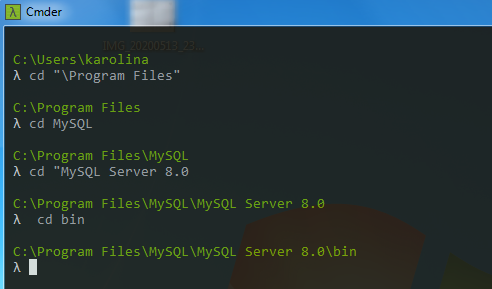 Cmder
IMG_20200513_23...
C:\Users\karolina
λ cd "\Program Files"
C:\Program Files
λ cd MySQL
C:\Program Files\MySQL
λ cd "MySQL Server 8.0
C:\Program Files\MySQL\MySQL Server 8.0
λ  cd bin
C:\Program Files\MySQL\MySQL Server 8.0\bin
λ